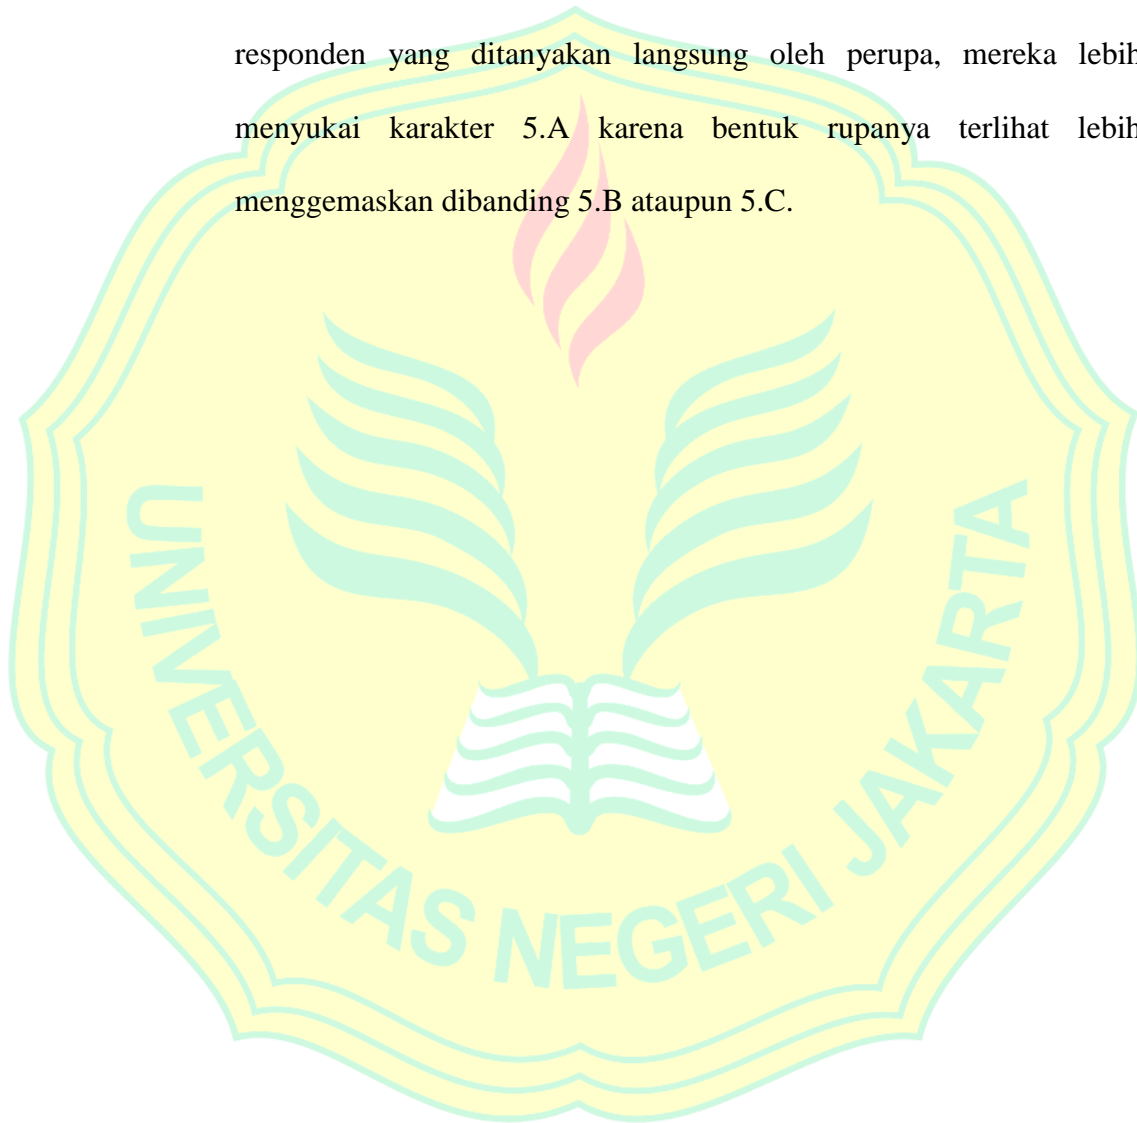 responden yang ditanyakan langsung oleh perupa, mereka lebih
menyukai karakter 5.A karena bentuk rupanya terlihat lebih
menggemaskan dibanding 5.B ataupun 5.C.
UNIVERSITAS NEGERI JAKARTA